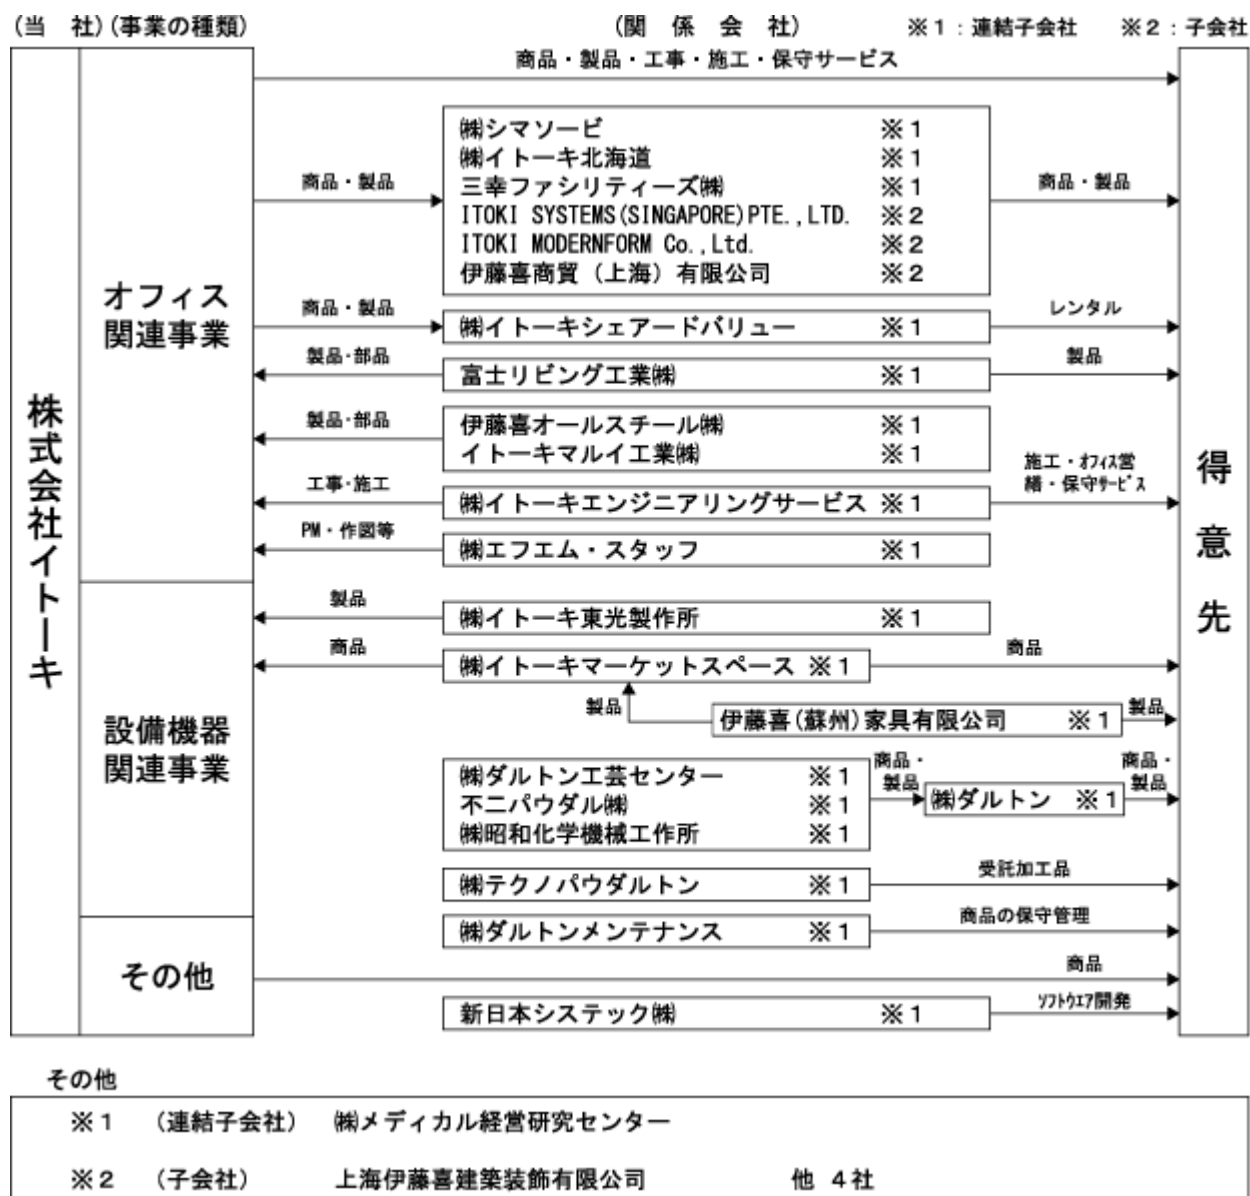 (当 社)(事業の種類) (関 係 会 社) ※1:連結子会社 ※2:子会社
商品・製品・工事・施工・保守サービス
㈱シマソービ ※1
㈱イトーキ北海道 ※1
三幸ファシリティーズ㈱ ※1
ITOKI SYSTEMS(SINGAPORE)PTE.,LTD. ※2
ITOKI MODERNFORM Co.,Ltd. ※2
伊藤喜商貿(上海)有限公司 ※2
商品・製品
商品・製品
オフィス
関連事業
商品・製品
㈱イトーキシェアードバリュー ※1
レンタル
製品・部品
富士リビング工業㈱ ※1
製品
製品・部品
伊藤喜オールスチール㈱ ※1
イトーキマルイ工業㈱ ※1
工事・施工
㈱イトーキエンジニアリングサービス ※1
施工・ｵﾌｨｽ営
繕・保守ｻｰﾋﾞｽ
PM・作図等
㈱エフエム・スタッフ ※1
株式会社イトーキ
得意先
製品
㈱イトーキ東光製作所 ※1
商品
㈱イトーキマーケットスペース ※1
商品
製品
伊藤喜(蘇州)家具有限公司 ※1
製品
設備機器
関連事業
㈱ダルトン工芸センター ※1
不二パウダル㈱ ※1
㈱昭和化学機械工作所 ※1
商品・
製品
㈱ダルトン ※1
商品・
製品
㈱テクノパウダルトン ※1
受託加工品
㈱ダルトンメンテナンス ※1
商品の保守管理
その他
商品
新日本システック㈱ ※1
ｿﾌﾄｳｴｱ開発
その他
※1 (連結子会社) ㈱メディカル経営研究センター
※2 (子会社) 上海伊藤喜建築装飾有限公司 他 4社